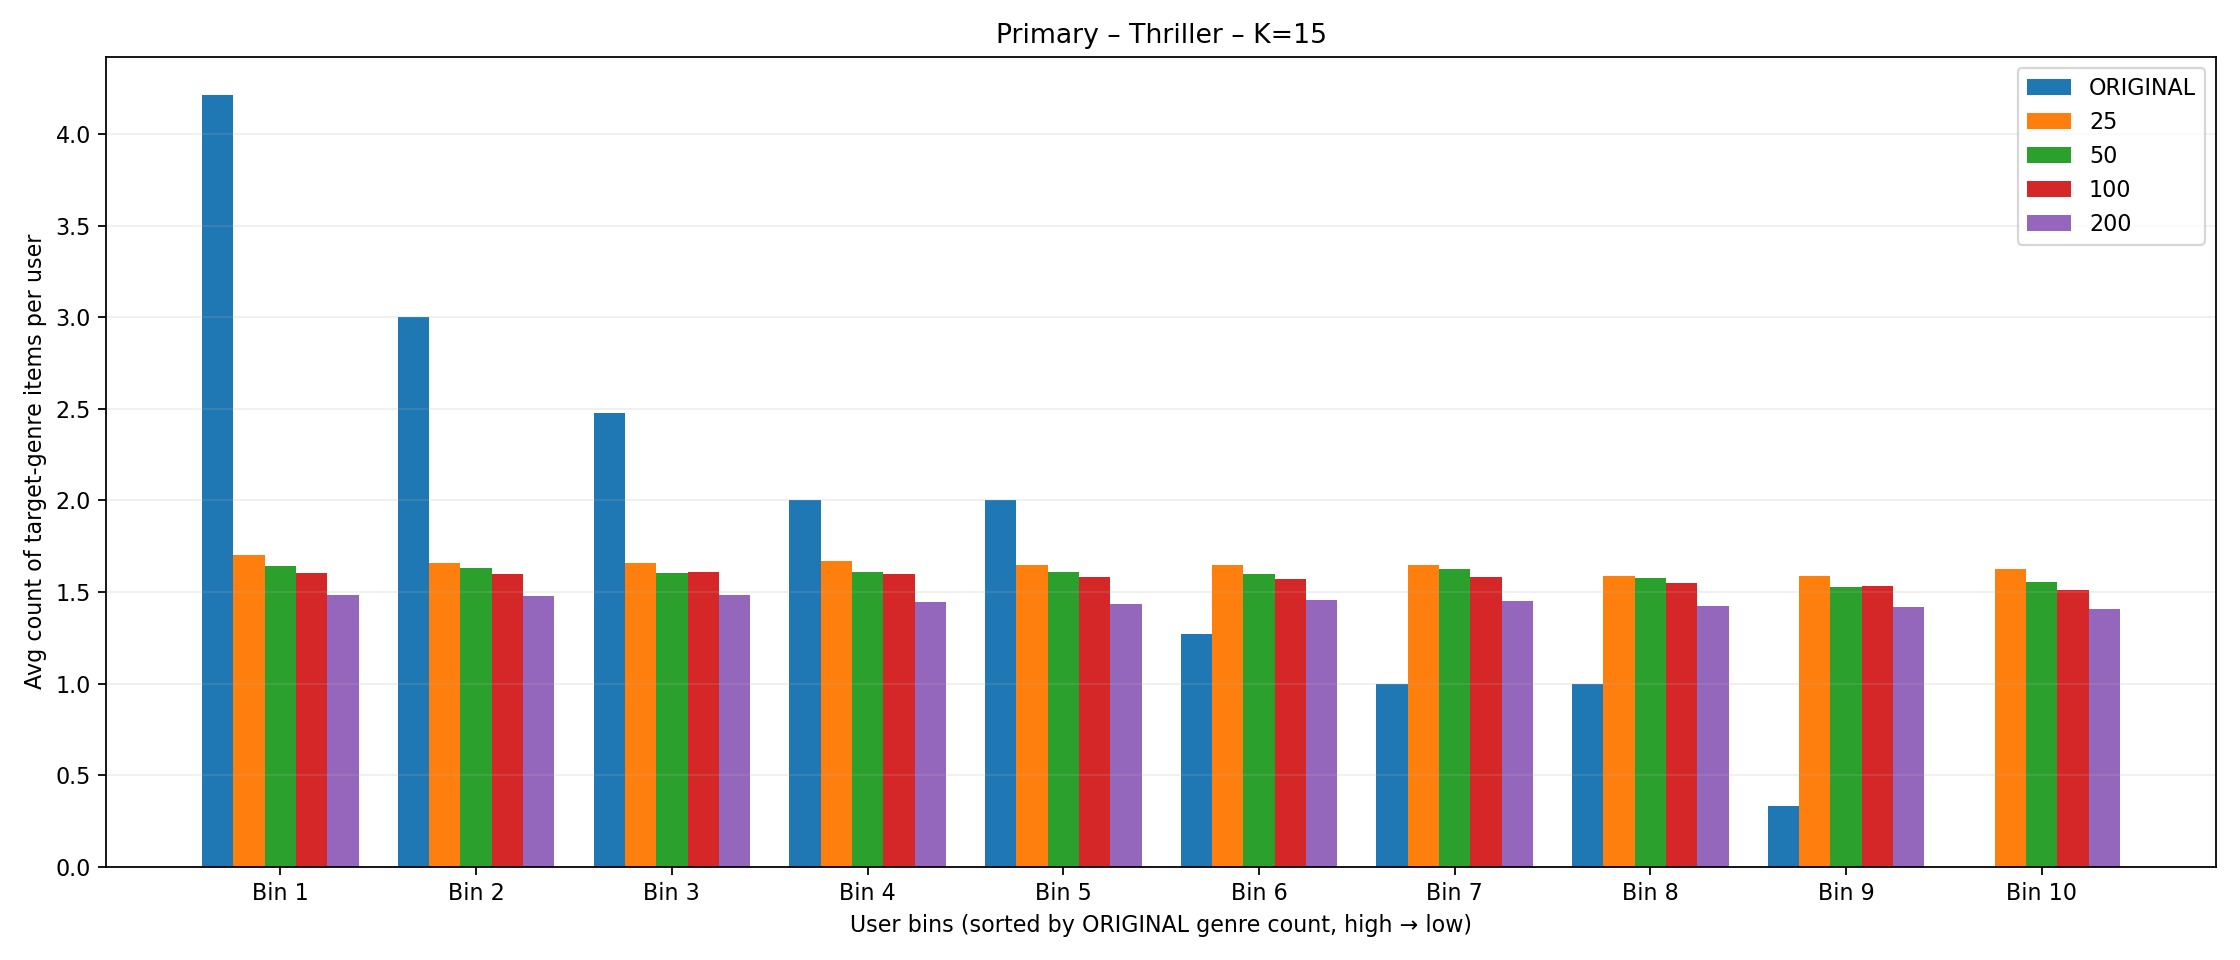 Primary – Thriller – K=15
ORIGINAL
25
50
100
200
Avg count of target-genre items per user
4.0
3.5
3.0
2.5
2.0
1.5
1.0
0.5
0.0
Bin 1 Bin 2 Bin 3 Bin 4 Bin 5 Bin 6 Bin 7 Bin 8 Bin 9 Bin 10
User bins (sorted by ORIGINAL genre count, high → low)